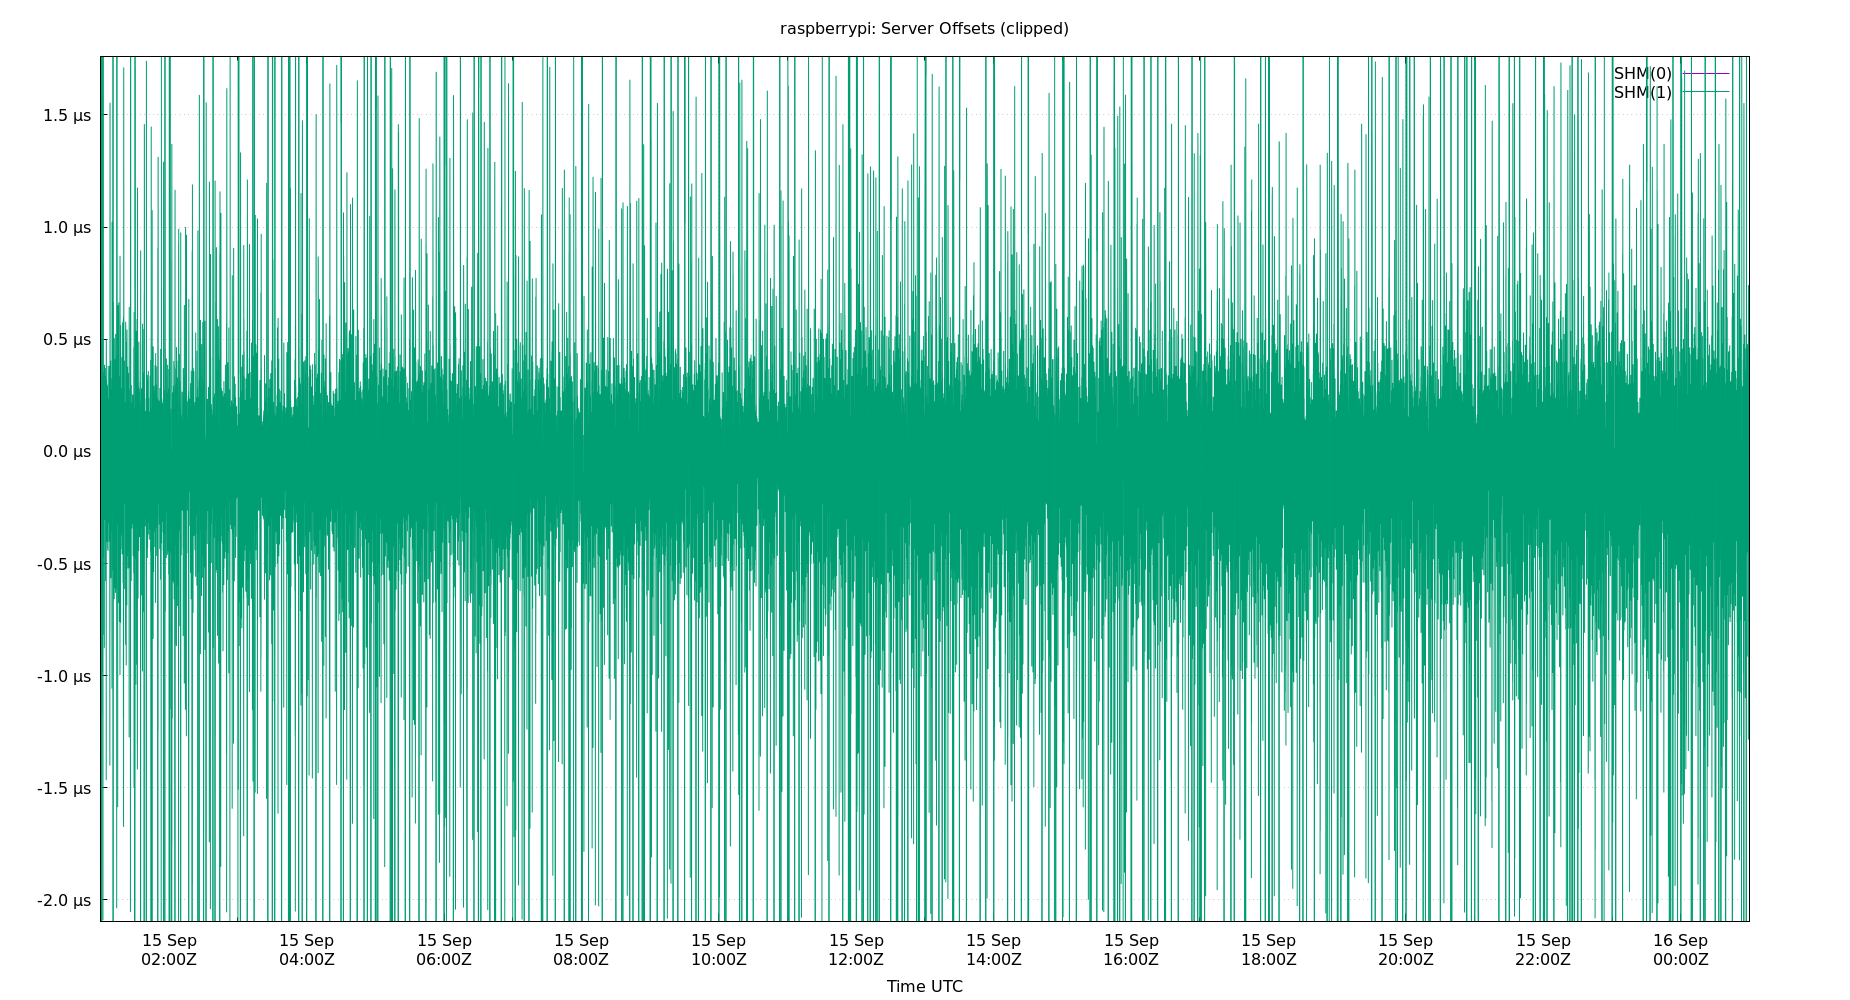 raspberrypi: Server Offsets (clipped)
SHM(0)
SHM(1)
1.5 µs
1.0 µs
0.5 µs
0.0 µs
-0.5 µs
-1.0 µs
-1.5 µs
-2.0 µs
15 Sep 15 Sep 15 Sep 15 Sep 15 Sep 15 Sep 15 Sep 15 Sep 15 Sep 15 Sep 15 Sep 16 Sep
02:00Z 04:00Z 06:00Z 08:00Z 10:00Z 12:00Z 14:00Z 16:00Z 18:00Z 20:00Z 22:00Z 00:00Z
Time UTC